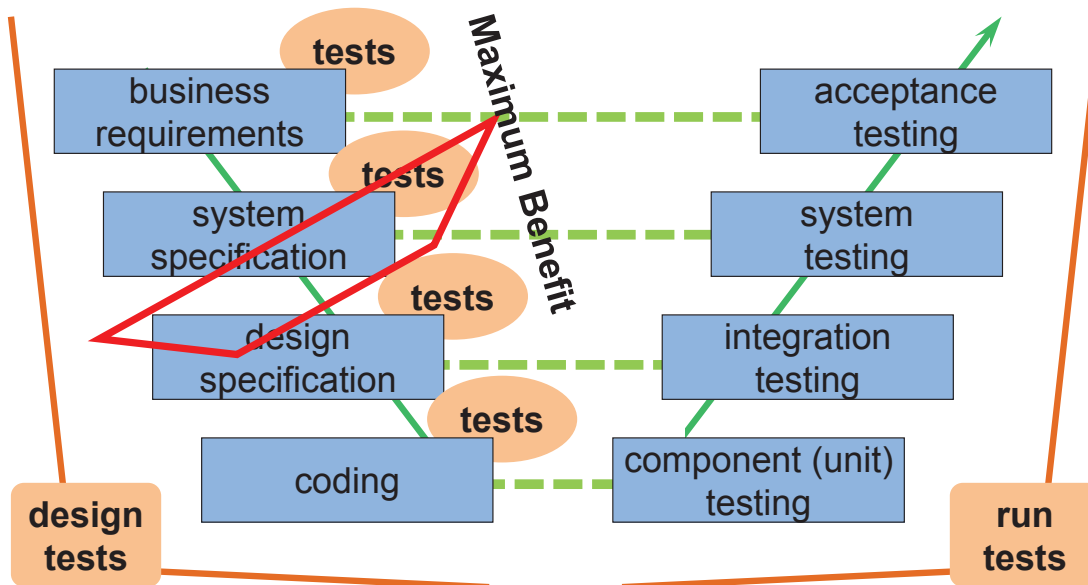 tests
Maximum Benefit
business
requirements
acceptance
testing
tests
system
specification
system
testing
tests
design
specification
integration
testing
tests
coding
component (unit)
testing
design
tests
run
tests